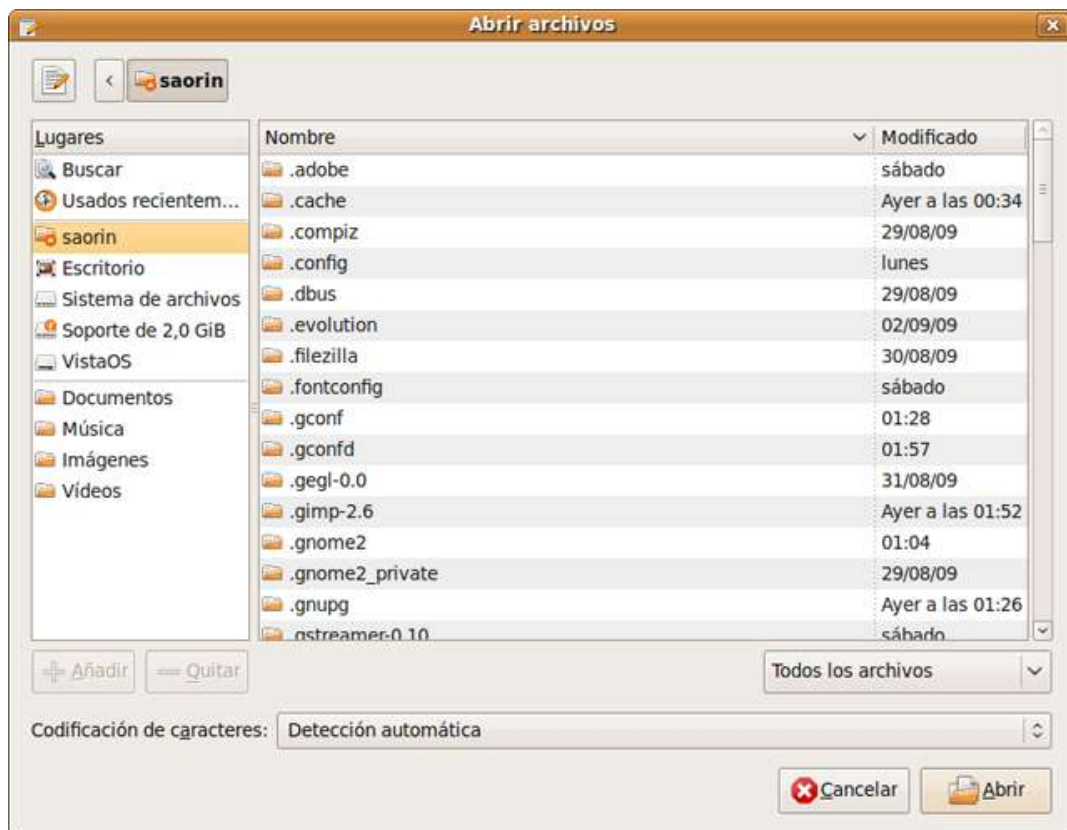 Abrir archivos
saorin
Lugares
Buscar
Usados recientem...
saorin
Escritorio
Sistema de archivos
Soporte de 2,0 GiB
VistaOS
Documentos
Música
Imágenes
Vídeos
Nombre Modificado
.adobe sábado
.cache Ayer a las 00:34
.compiz 29/08/09
.config lunes
.dbus 29/08/09
.evolution 02/09/09
.filezilla 30/08/09
.fontconfig sábado
.gconf 01:28
.gconfd 01:57
.gegl-0.0 31/08/09
.gimp-2.6 Ayer a las 01:52
.gnome2 01:04
.gnome2_private 29/08/09
.gnupg Ayer a las 01:26
.gstreamer-0.10 sábado
Añadir Quitar Todos los archivos
Codificación de caracteres: Detección automática
Cancelar Abrir